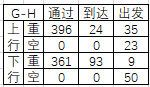 G-H 通过 到达 出发
上行 重 396 24 35
空 0 0 23
下行 重 361 93 9
空 0 0 50